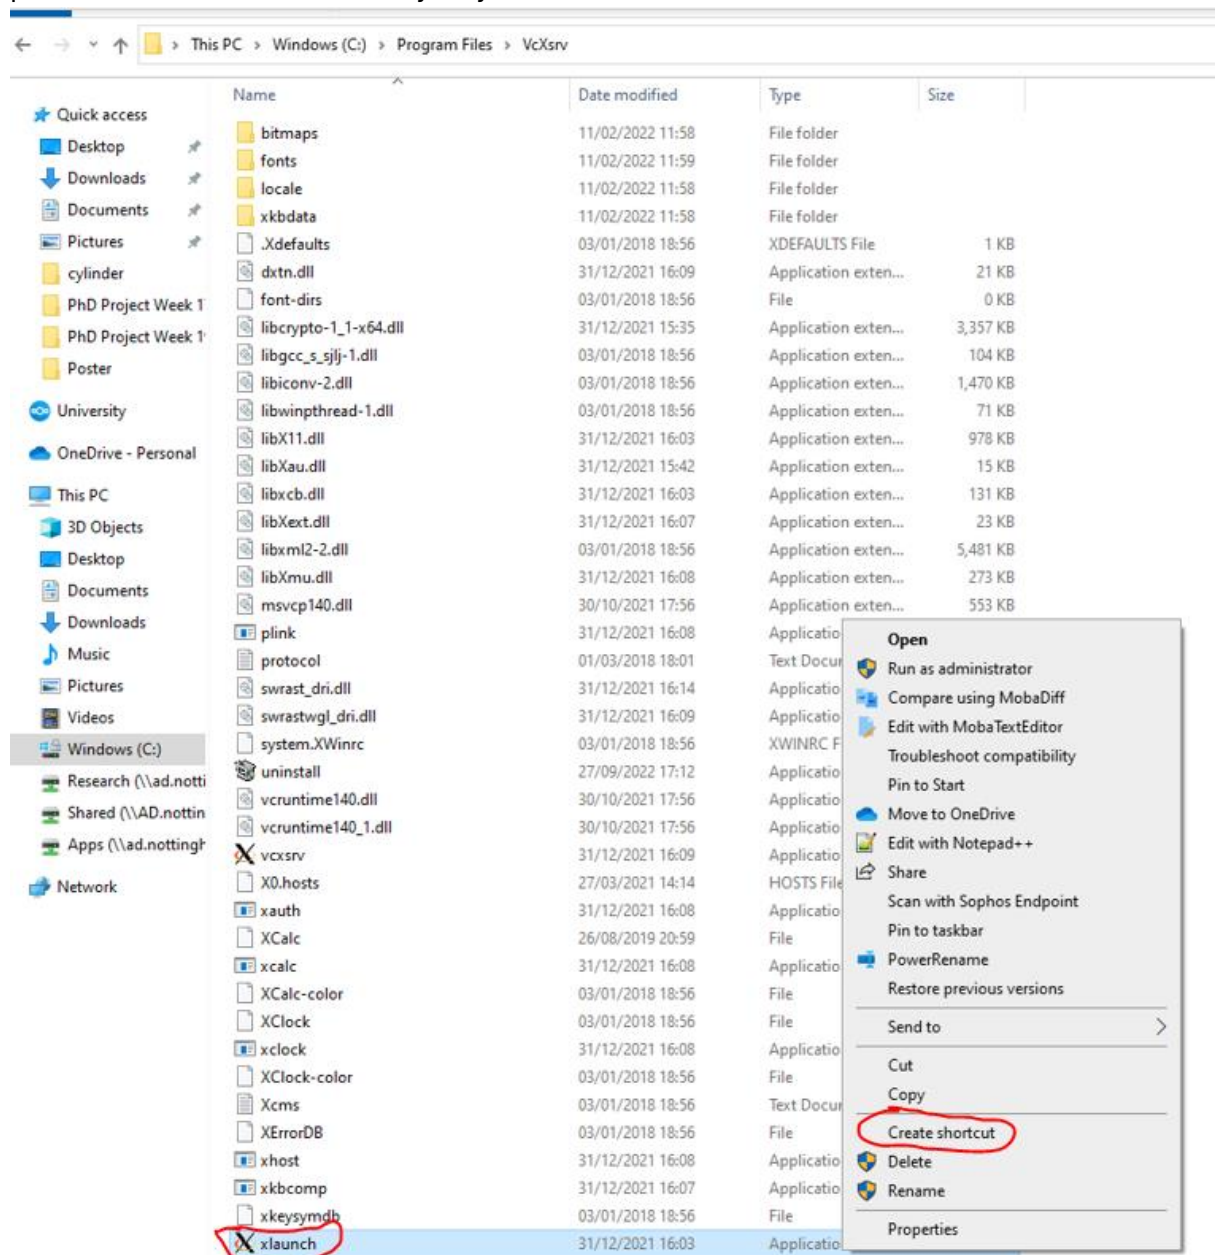 This PC > Windows (C:) > Program Files > VcXsrv
Name Date modified Type Size
Quick access
Desktop
Downloads
Documents
Pictures
cylinder
PhD Project Week 1
PhD Project Week 1
Poster
University
OneDrive - Personal
This PC
3D Objects
Desktop
Documents
Downloads
Music
Pictures
Videos
Windows (C:)
Research (\\ad.notti
Shared (\\AD.nottin
Apps (\\ad.nottingh
Network
bitmaps 11/02/2022 11:58 File folder
fonts 11/02/2022 11:59 File folder
locale 11/02/2022 11:58 File folder
xkbdata 11/02/2022 11:58 File folder
.Xdefaults 03/01/2018 18:56 XDEFAULTS File 1 KB
dxtn.dll 31/12/2021 16:09 Application exten... 21 KB
font-dirs 03/01/2018 18:56 File 0 KB
libcrypto-1_1-x64.dll 31/12/2021 15:35 Application exten... 3,357 KB
libgcc_s_sjlj-1.dll 03/01/2018 18:56 Application exten... 104 KB
libiconv-2.dll 03/01/2018 18:56 Application exten... 1,470 KB
libwinpthread-1.dll 03/01/2018 18:56 Application exten... 71 KB
libX11.dll 31/12/2021 16:03 Application exten... 978 KB
libXau.dll 31/12/2021 15:42 Application exten... 15 KB
libxcb.dll 31/12/2021 16:03 Application exten... 131 KB
libXext.dll 31/12/2021 16:07 Application exten... 23 KB
libxml2-2.dll 03/01/2018 18:56 Application exten... 5,481 KB
libXmu.dll 31/12/2021 16:08 Application exten... 273 KB
msvcp140.dll 30/10/2021 17:56 Application exten... 553 KB
plink 31/12/2021 16:08 Applicatio
protocol 01/03/2018 18:01 Text Docur
swrast_dri.dll 31/12/2021 16:14 Applicatio
swrastwgl_dri.dll 31/12/2021 16:09 Applicatio
system.XWinrc 03/01/2018 18:56 XWINRC F
uninstall 27/09/2022 17:12 Applicatio
vcruntime140.dll 30/10/2021 17:56 Applicatio
vcruntime140_1.dll 30/10/2021 17:56 Applicatio
vcxsrv 31/12/2021 16:09 Applicatio
X0.hosts 27/03/2021 14:14 HOSTS File
xauth 31/12/2021 16:08 Applicatio
XCalc 26/08/2019 20:59 File
xcalc 31/12/2021 16:08 Applicatio
XCalc-color 03/01/2018 18:56 File
XClock 03/01/2018 18:56 File
xclock 31/12/2021 16:08 Applicatio
XClock-color 03/01/2018 18:56 File
Xcms 03/01/2018 18:56 Text Docur
XErrorDB 03/01/2018 18:56 File
xhost 31/12/2021 16:08 Applicatio
xkbcomp 31/12/2021 16:07 Applicatio
xkeysymdb 03/01/2018 18:56 File
xlaunch 31/12/2021 16:03 Applicatio
Open
Run as administrator
Compare using MobaDiff
Edit with MobaTextEditor
Troubleshoot compatibility
Pin to Start
Move to OneDrive
Edit with Notepad++
Share
Scan with Sophos Endpoint
Pin to taskbar
PowerRename
Restore previous versions
Send to
Cut
Copy
Create shortcut
Delete
Rename
Properties